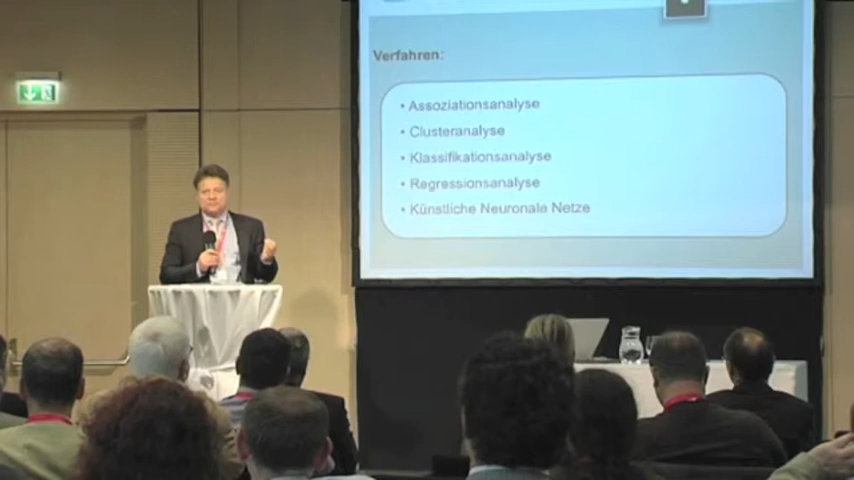 Verfahren:
• Assoziationsanalyse
• Clusteranalyse
• Klassifikationsanalyse
• Regressionsanalyse
• Künstliche Neuronale Netze